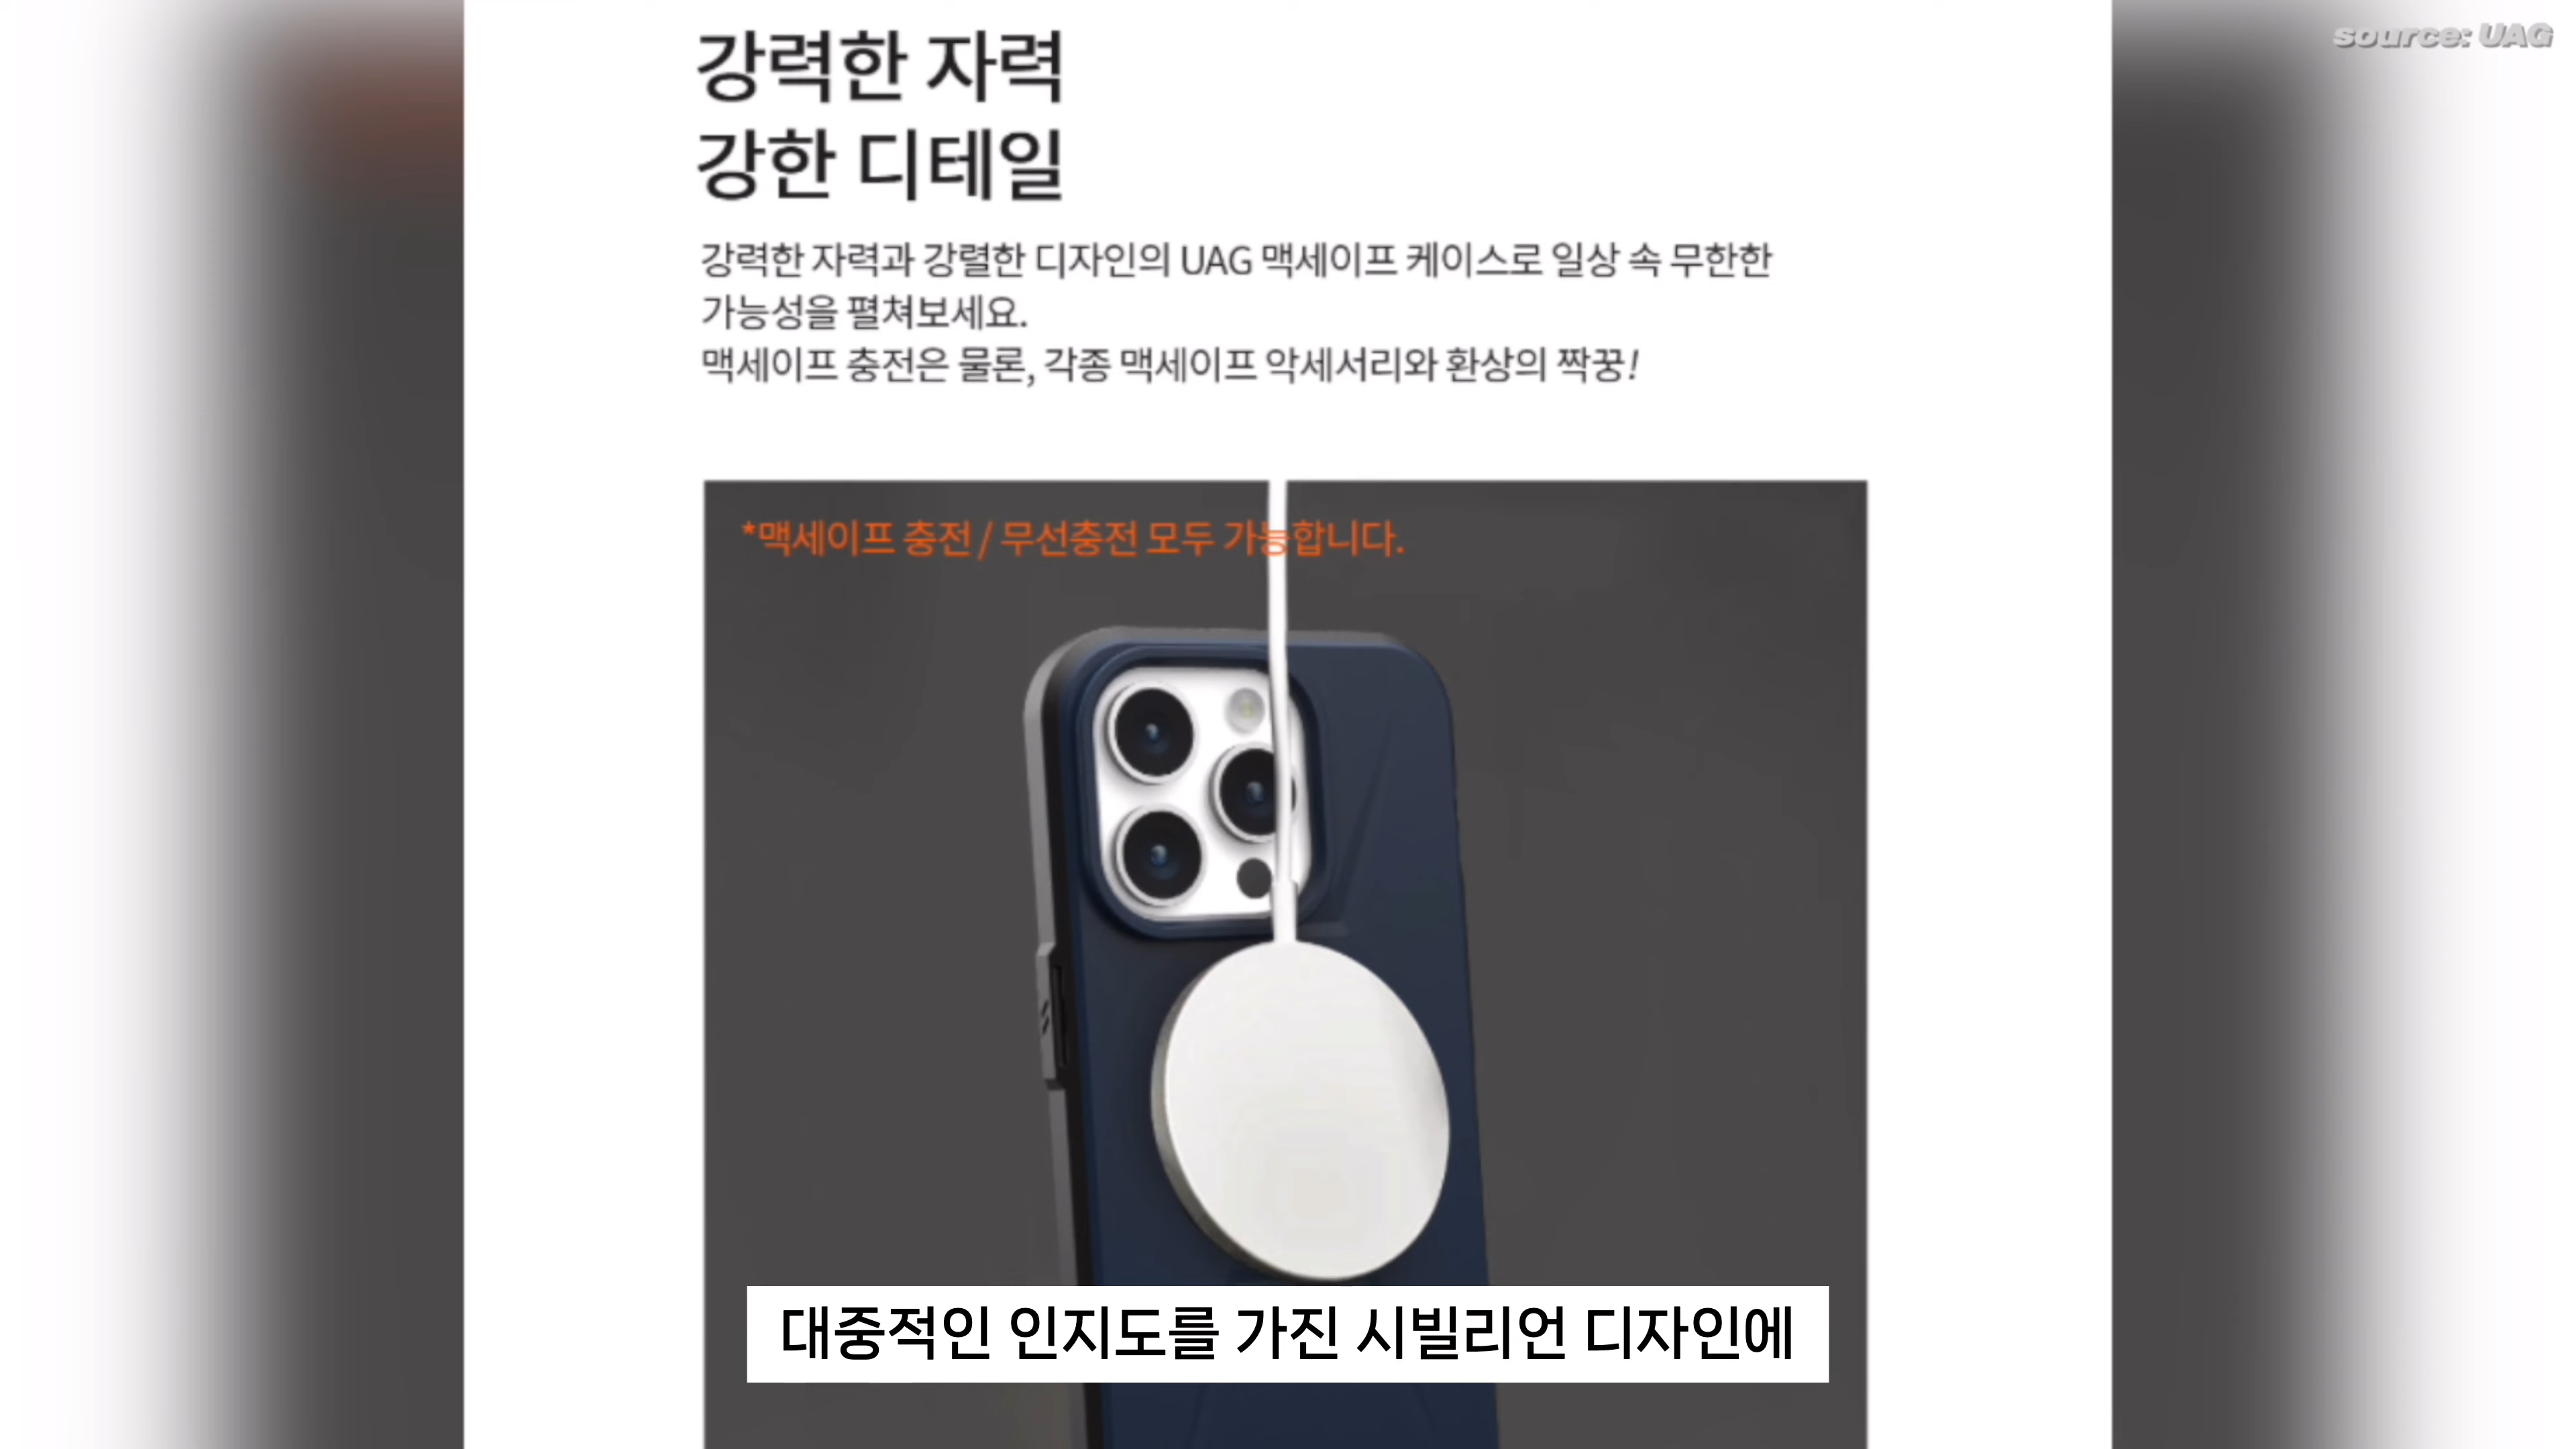 source: UAG
강력한 자력
강한 디테일
강력한 자력과 강렬한 디자인의 UAG 맥세이프 케이스로 일상 속 무한한
가능성을 펼쳐보세요.
맥세이프 충전은 물론, 각종 맥세이프 악세서리와 환상의 짝꿍!
*맥세이프 충전 / 무선충전 모두 가능합니다.
대중적인 인지도를 가진 시빌리언 디자인에